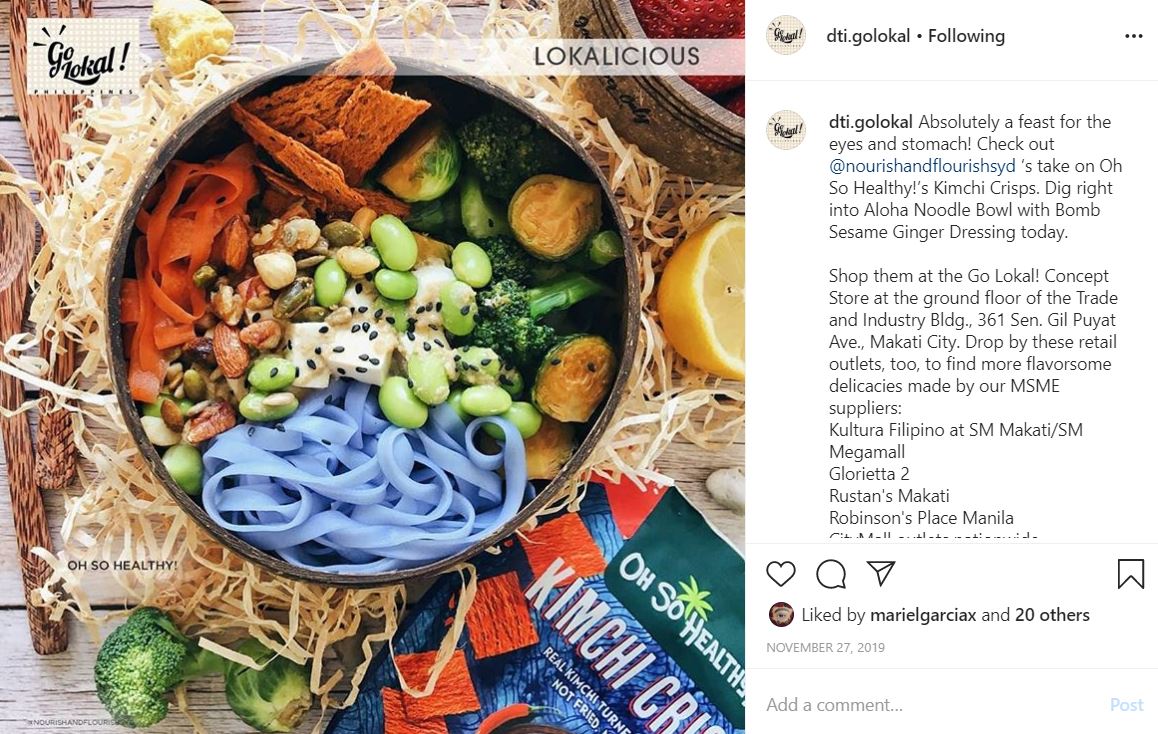 Go Lokal!
PHILIPPINES
LOKALICIOUS
OH SO HEALTHY!
OH SO HEALTHY
KIMCHI CRIS
REAL KIMCHI TURNE
NOT FRIED
@NOURISHANDFLOURISHSYD
dti.golokal • Following
dti.golokal Absolutely a feast for the
eyes and stomach! Check out
@nourishandflourishsyd 's take on Oh
So Healthy!'s Kimchi Crisps. Dig right
into Aloha Noodle Bowl with Bomb
Sesame Ginger Dressing today.
Shop them at the Go Lokal! Concept
Store at the ground floor of the Trade
and Industry Bldg., 361 Sen. Gil Puyat
Ave., Makati City. Drop by these retail
outlets, too, to find more flavorsome
delicacies made by our MSME
suppliers:
Kultura Filipino at SM Makati/SM
Megamall
Glorietta 2
Rustan's Makati
Robinson's Place Manila
CityMall outlets nationwide
Liked by marielgarciax and 20 others
NOVEMBER 27, 2019
Add a comment...
Post